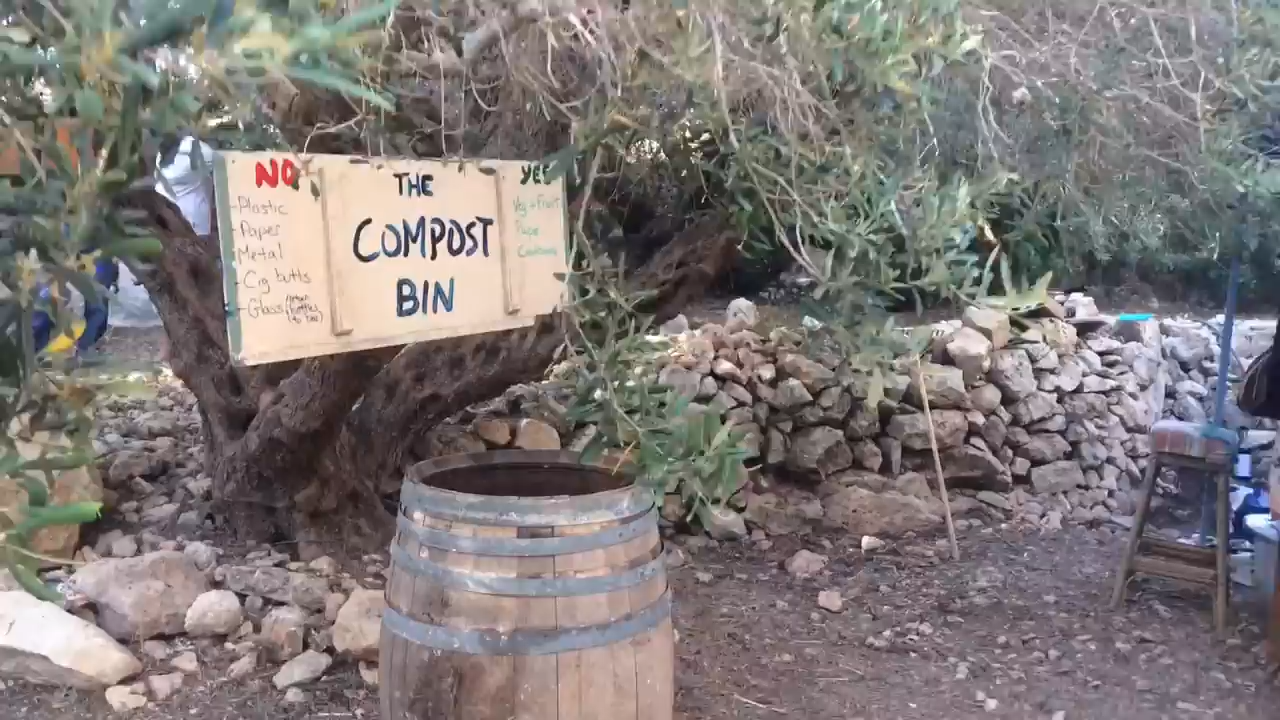 NO
- Plastic
- Paper
- Metal
- Cig butts
- Glass
THE
COMPOST
BIN
YES
Veg + Fruit